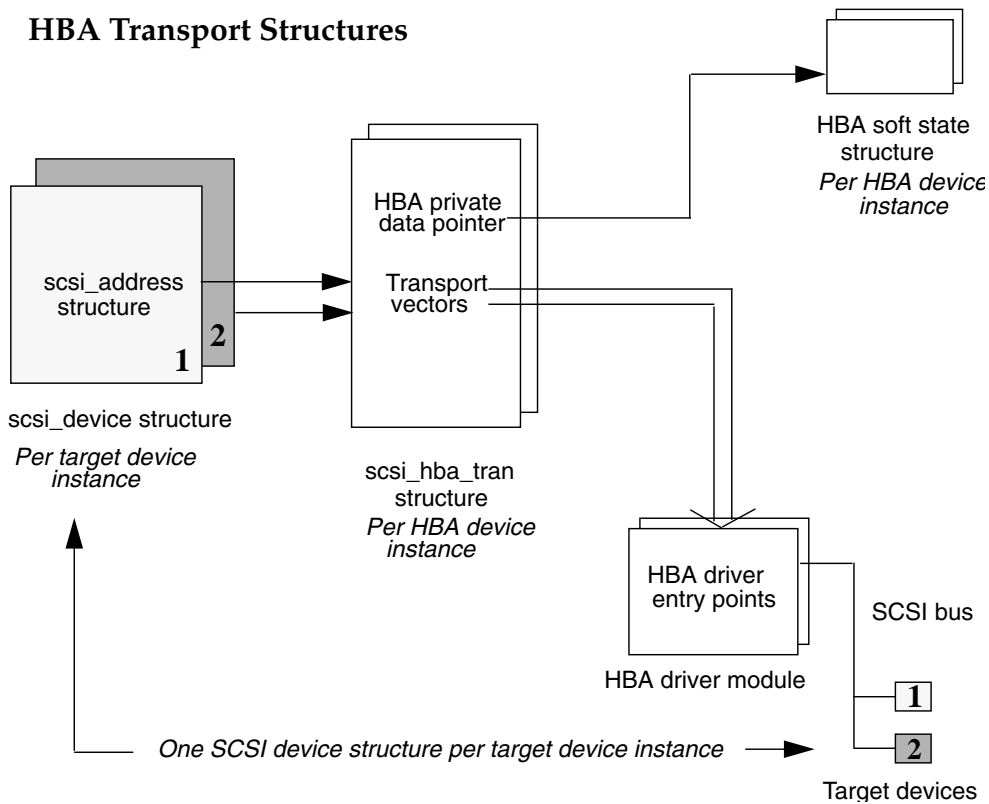 HBA Transport Structures
HBA soft state
structure
Per HBA device
instance
HBA private
data pointer
Transport
vectors
scsi_address
structure
1
2
scsi_device structure
Per target device
instance
scsi_hba_tran
structure
Per HBA device
instance
HBA driver
entry points
HBA driver module
SCSI bus
1
2
Target devices
One SCSI device structure per target device instance